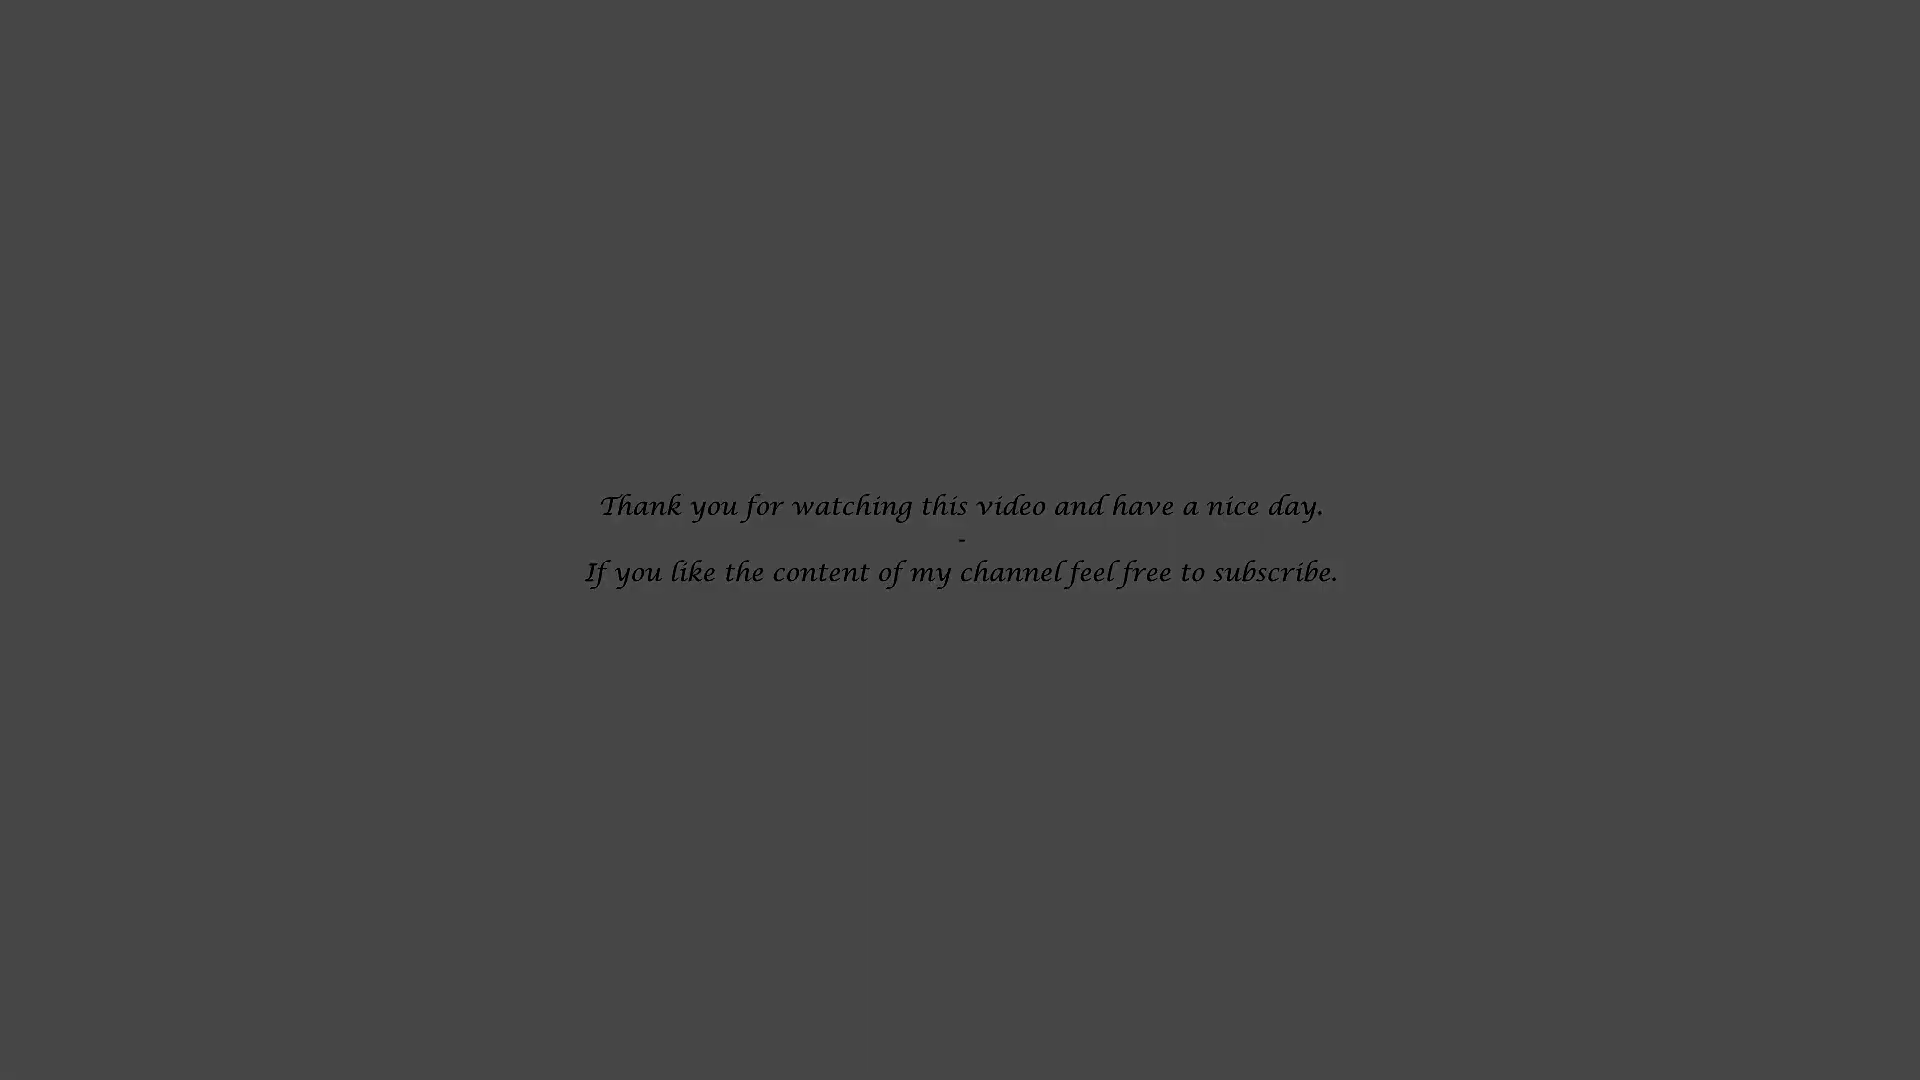 Thank you for watching this video and have a nice day.
-
If you like the content of my channel feel free to subscribe.